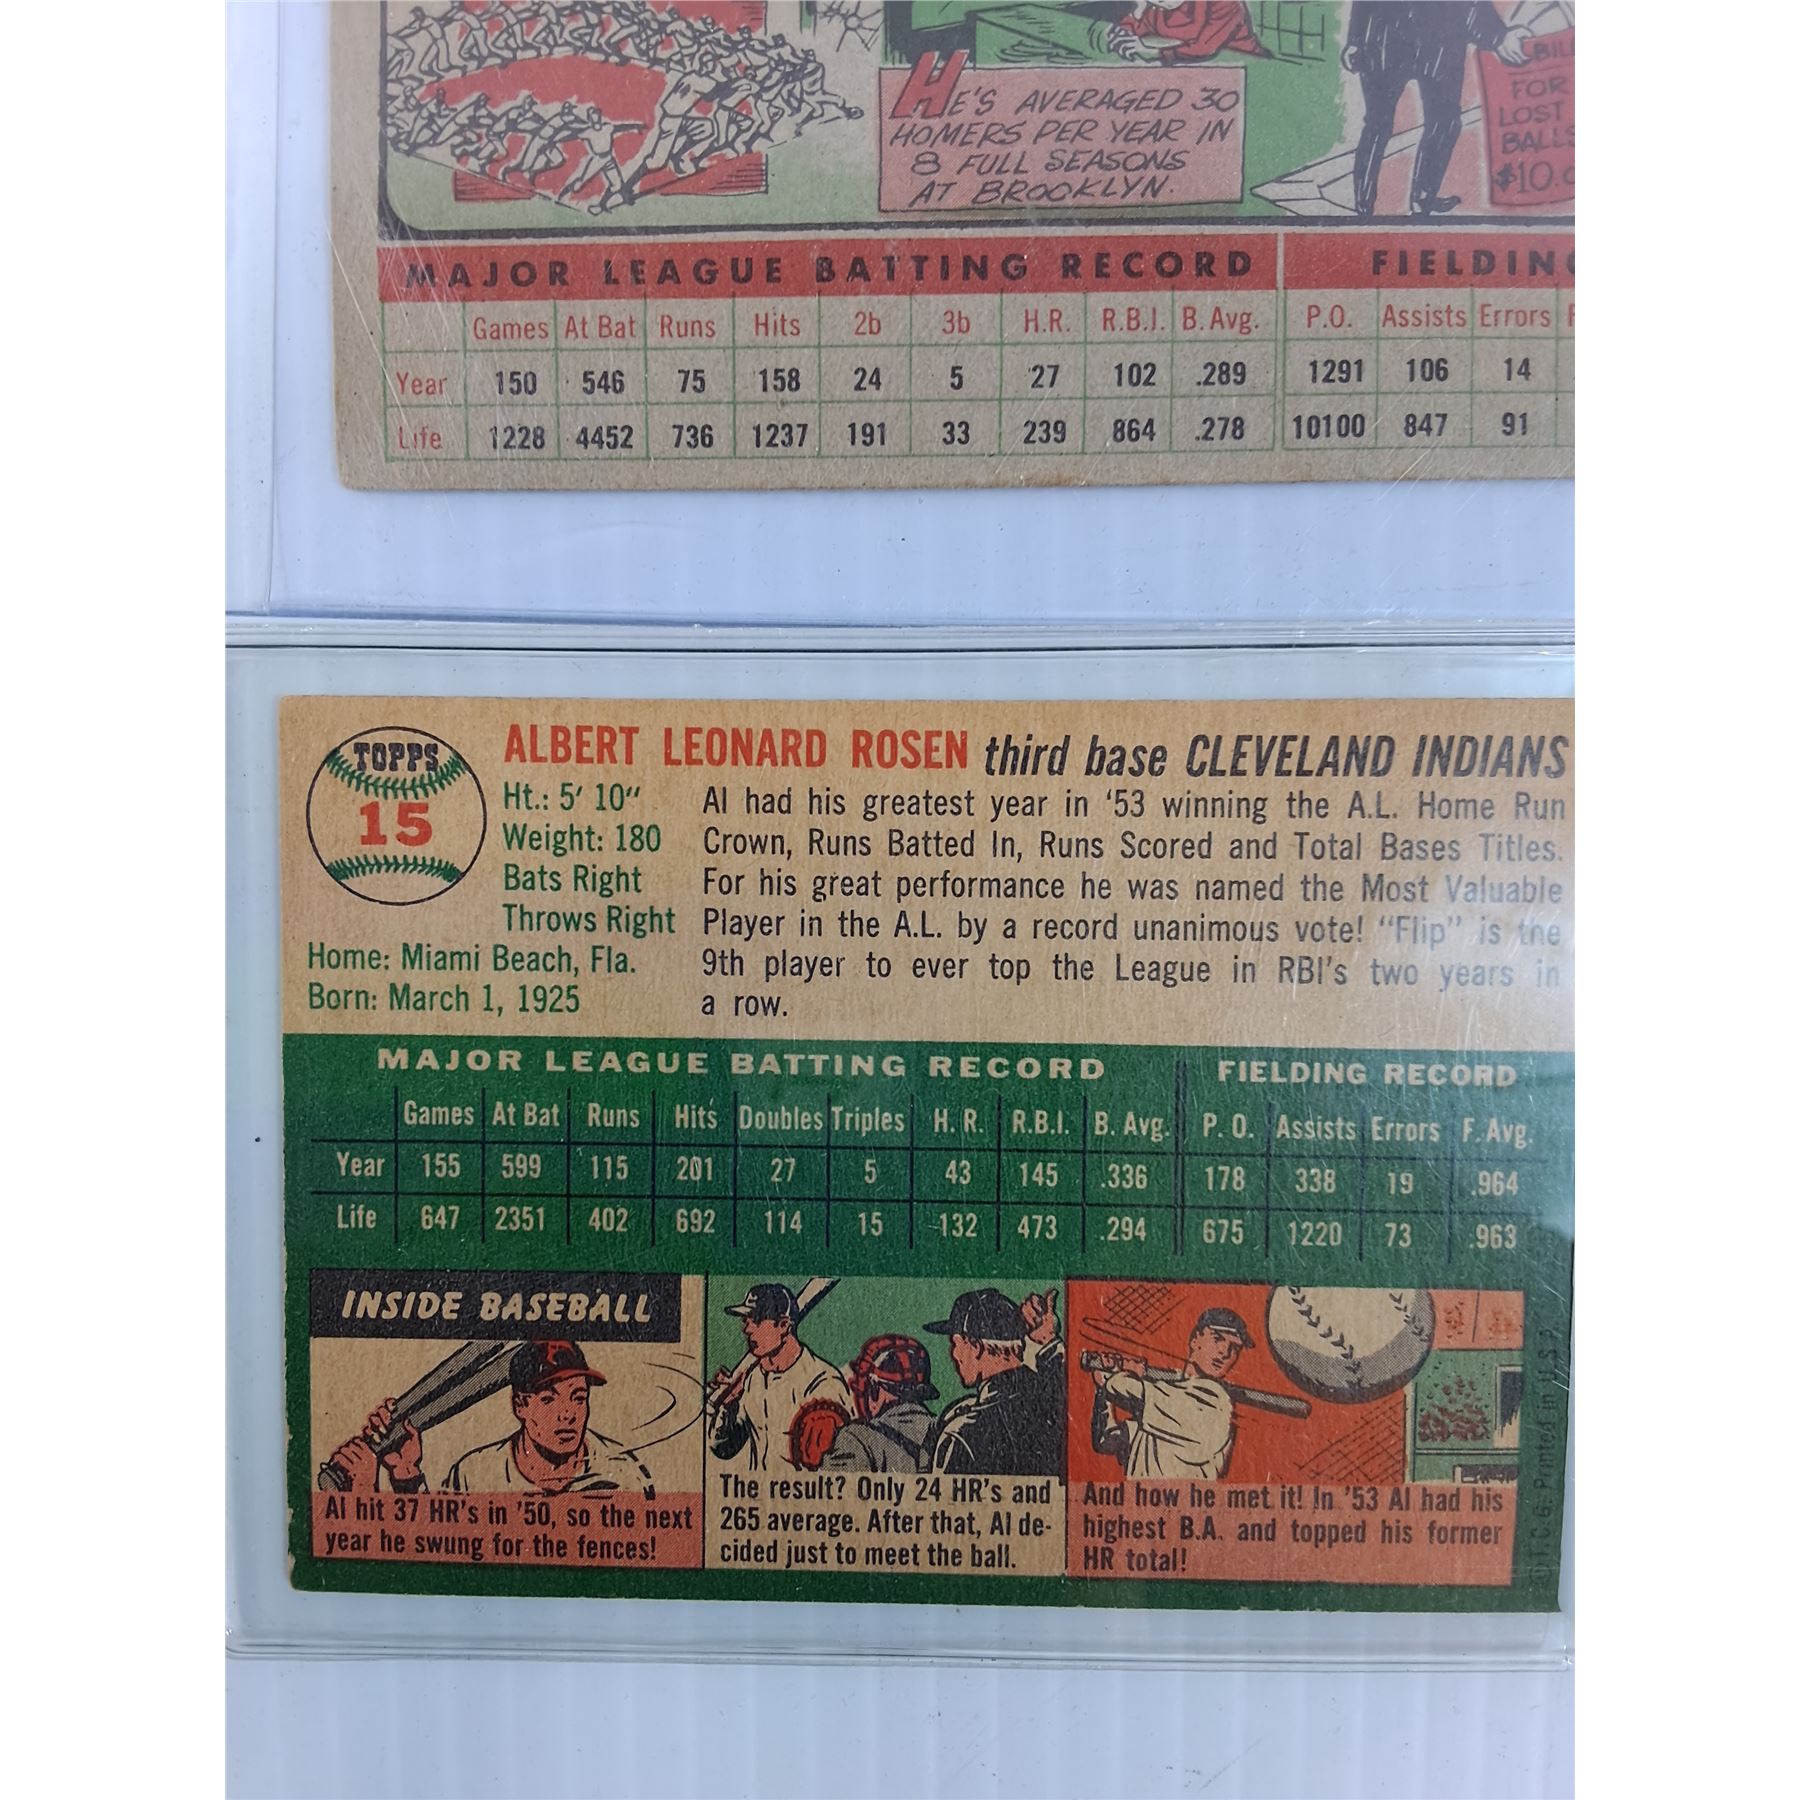 BIL
FOR
LOST
BALLS
$10.0
HE'S AVERAGED 30
HOMERS PER YEAR IN
8 FULL SEASONS
AT BROOKLYN.
MAJOR LEAGUE BATTING RECORD FIELDING
Games At Bat Runs Hits 2b 3b H.R. R.B.I. B. Avg. P.O. Assists Errors
Year 150 546 75 158 24 5 27 102 .289 1291 106 14
Life 1228 4452 736 1237 191 33 239 864 .278 10100 847 91
TOPPS
15
ALBERT LEONARD ROSEN third base CLEVELAND INDIANS
Ht.: 5' 10"
Weight: 180
Bats Right
Throws Right
Home: Miami Beach, Fla.
Born: March 1, 1925
Al had his greatest year in '53 winning the A.L. Home Run
Crown, Runs Batted In, Runs Scored and Total Bases Titles.
For his great performance he was named the Most Valuable
Player in the A.L. by a record unanimous vote! "Flip" is the
9th player to ever top the League in RBI's two years in
a row.
MAJOR LEAGUE BATTING RECORD FIELDING RECORD
Games At Bat Runs Hits Doubles Triples H. R. R.B.I. B. Avg. P. O. Assists Errors F. Avg.
Year 155 599 115 201 27 5 43 145 .336 178 338 19 .964
Life 647 2351 402 692 114 15 132 473 .294 675 1220 73 .963
INSIDE BASEBALL
Al hit 37 HR's in '50, so the next
year he swung for the fences!
The result? Only 24 HR's and
265 average. After that, Al de-
cided just to meet the ball.
And how he met it! In '53 Al had his
highest B.A. and topped his former
HR total!
© T.C.G. Printed in U.S.